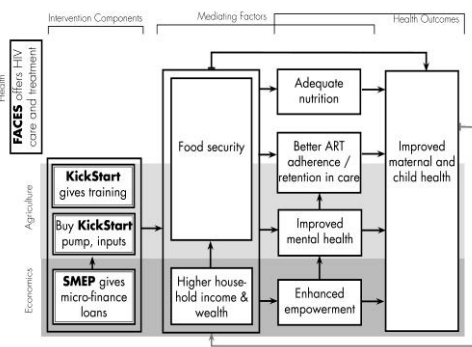 Intervention Components
Mediating Factors
Health Outcomes
Health
FACES offers HIV
care and treatment
Agriculture
KickStart
gives training
Buy KickStart
pump, inputs
Economics
SMEP gives
micro-finance
loans
Food security
Higher house-
hold income &
wealth
Adequate
nutrition
Better ART
adherence /
retention in care
Improved
mental health
Enhanced
empowerment
Improved
maternal and
child health